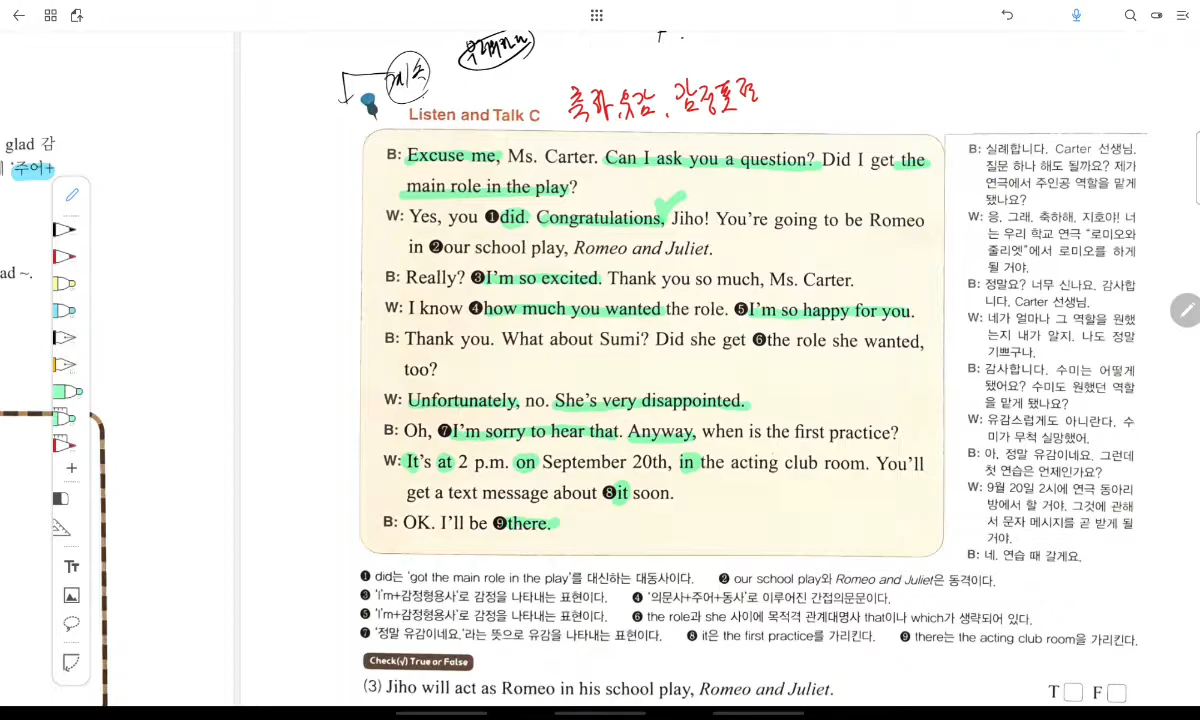 glad 감
주어+
ad ~.
축하, 유감, 감정표현
Listen and Talk C
B: Excuse me, Ms. Carter. Can I ask you a question? Did I get the
main role in the play?
W: Yes, you ❶did. Congratulations, Jiho! You're going to be Romeo
in ❷our school play, Romeo and Juliet.
B: Really? ❸I'm so excited. Thank you so much, Ms. Carter.
W: I know ❹how much you wanted the role. ❺I'm so happy for you.
B: Thank you. What about Sumi? Did she get ❻the role she wanted,
too?
W: Unfortunately, no. She's very disappointed.
B: Oh, ❼I'm sorry to hear that. Anyway, when is the first practice?
W: It's at 2 p.m. on September 20th, in the acting club room. You'll
get a text message about ❽it soon.
B: OK. I'll be ❾there.
B: 실례합니다, Carter 선생님.
질문 하나 해도 될까요? 제가
연극에서 주인공 역할을 맡게
됐나요?
W: 응, 그래. 축하해, 지호야! 너
는 우리 학교 연극 "로미오와
줄리엣"에서 로미오를 하게
될 거야.
B: 정말요? 너무 신나요. 감사합
니다, Carter 선생님.
W: 네가 얼마나 그 역할을 원했
는지 내가 알지. 나도 정말
기쁘구나.
B: 감사합니다. 수미는 어떻게
됐어요? 수미도 원했던 역할
을 맡게 됐나요?
W: 유감스럽게도 아니란다. 수
미가 무척 실망했어.
B: 아, 정말 유감이네요. 그런데
첫 연습은 언제인가요?
W: 9월 20일 2시에 연극 동아리
방에서 할 거야. 그것에 관해
서 문자 메시지를 곧 받게 될
거야.
B: 네. 연습 때 갈게요.
❶ did는 'got the main role in the play'를 대신하는 대동사이다. ❷ our school play와 Romeo and Juliet은 동격이다.
❸ 'I'm+감정형용사'로 감정을 나타내는 표현이다. ❹ '의문사+주어+동사'로 이루어진 간접의문문이다.
❺ 'I'm+감정형용사'로 감정을 나타내는 표현이다. ❻ the role과 she 사이에 목적격 관계대명사 that이나 which가 생략되어 있다.
❼ '정말 유감이네요.'라는 뜻으로 유감을 나타내는 표현이다. ❽ it은 the first practice를 가리킨다. ❾ there는 the acting club room을 가리킨다.
Check(√) True or False
(3) Jiho will act as Romeo in his school play, Romeo and Juliet.
T F
Tт